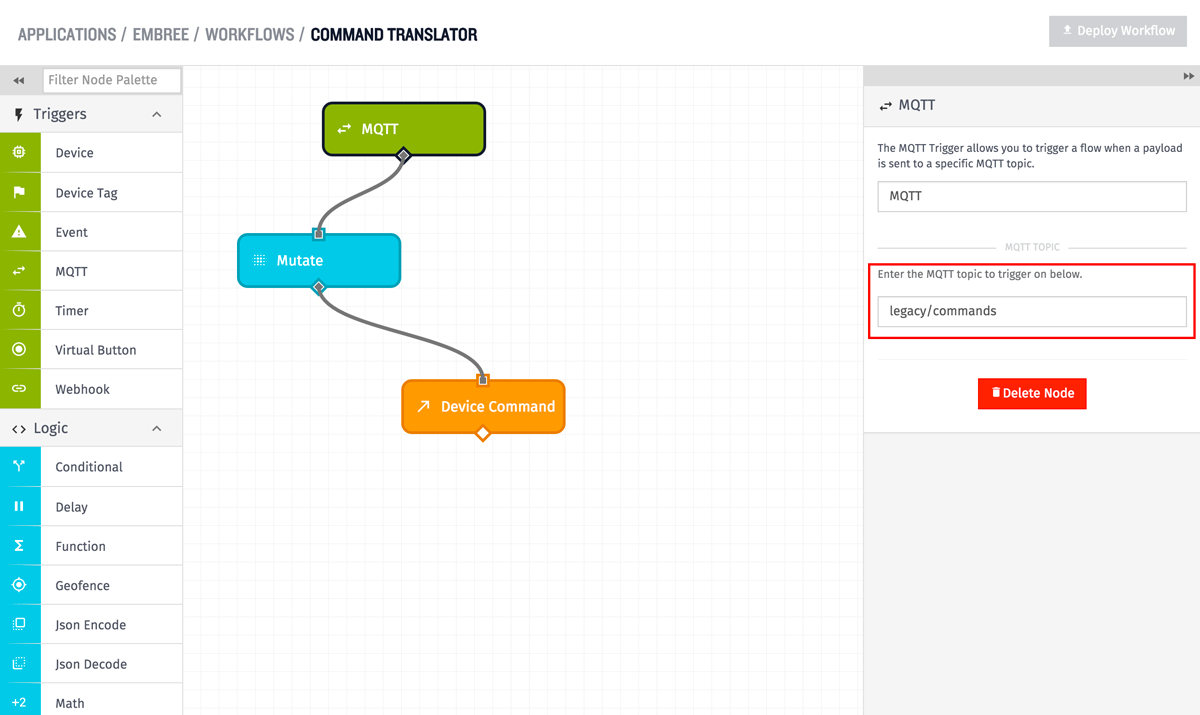 APPLICATIONS / EMBREE / WORKFLOWS / COMMAND TRANSLATOR
Deploy Workflow
Filter Node Palette
Triggers
Device
Device Tag
Event
MQTT
Timer
Virtual Button
Webhook
Logic
Conditional
Delay
Function
Geofence
Json Encode
Json Decode
+2 Math
MQTT
Mutate
Device Command
MQTT
The MQTT Trigger allows you to trigger a flow when a payload
is sent to a specific MQTT topic.
MQTT
MQTT TOPIC
Enter the MQTT topic to trigger on below.
legacy/commands
Delete Node